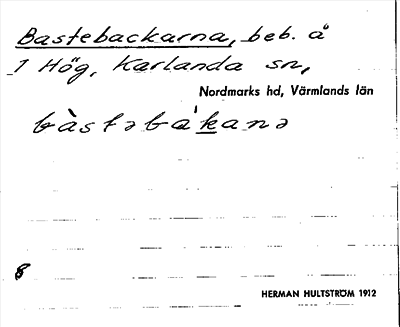 Bastebackarna, beb. å
1 Hög, Karlanda sn,
Nordmarks hd, Värmlands län
bàstəbákanə
8
HERMAN HULTSTRÖM 1912